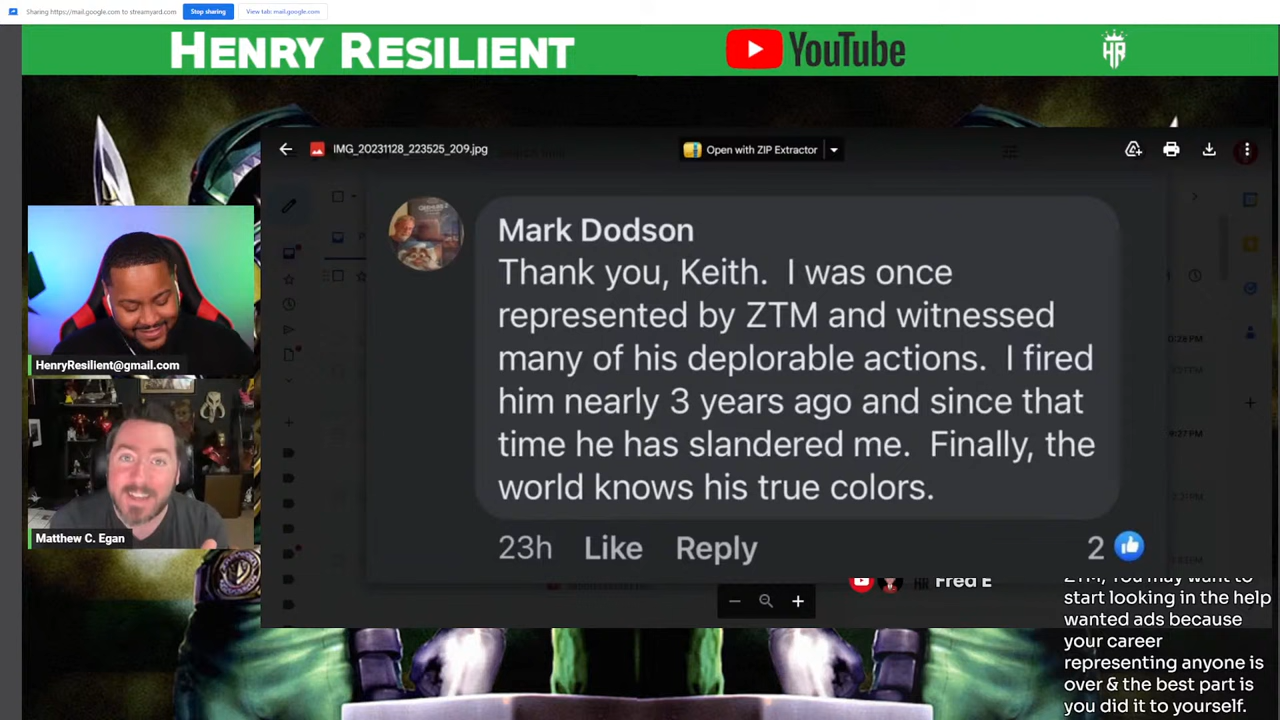 Sharing https://mail.google.com to streamyard.com
Stop sharing
View tab: mail.google.com
HENRY RESILIENT
YouTube
HR
IMG_20231128_223525_209.jpg
Open with ZIP Extractor
Mark Dodson
Thank you, Keith. I was once
represented by ZTM and witnessed
many of his deplorable actions. I fired
him nearly 3 years ago and since that
time he has slandered me. Finally, the
world knows his true colors.
23h Like Reply 2
HenryResilient@gmail.com
Matthew C. Egan
Fred E
ZTM, You may want to
start looking in the help
wanted ads because
your career
representing anyone is
over & the best part is
you did it to yourself.